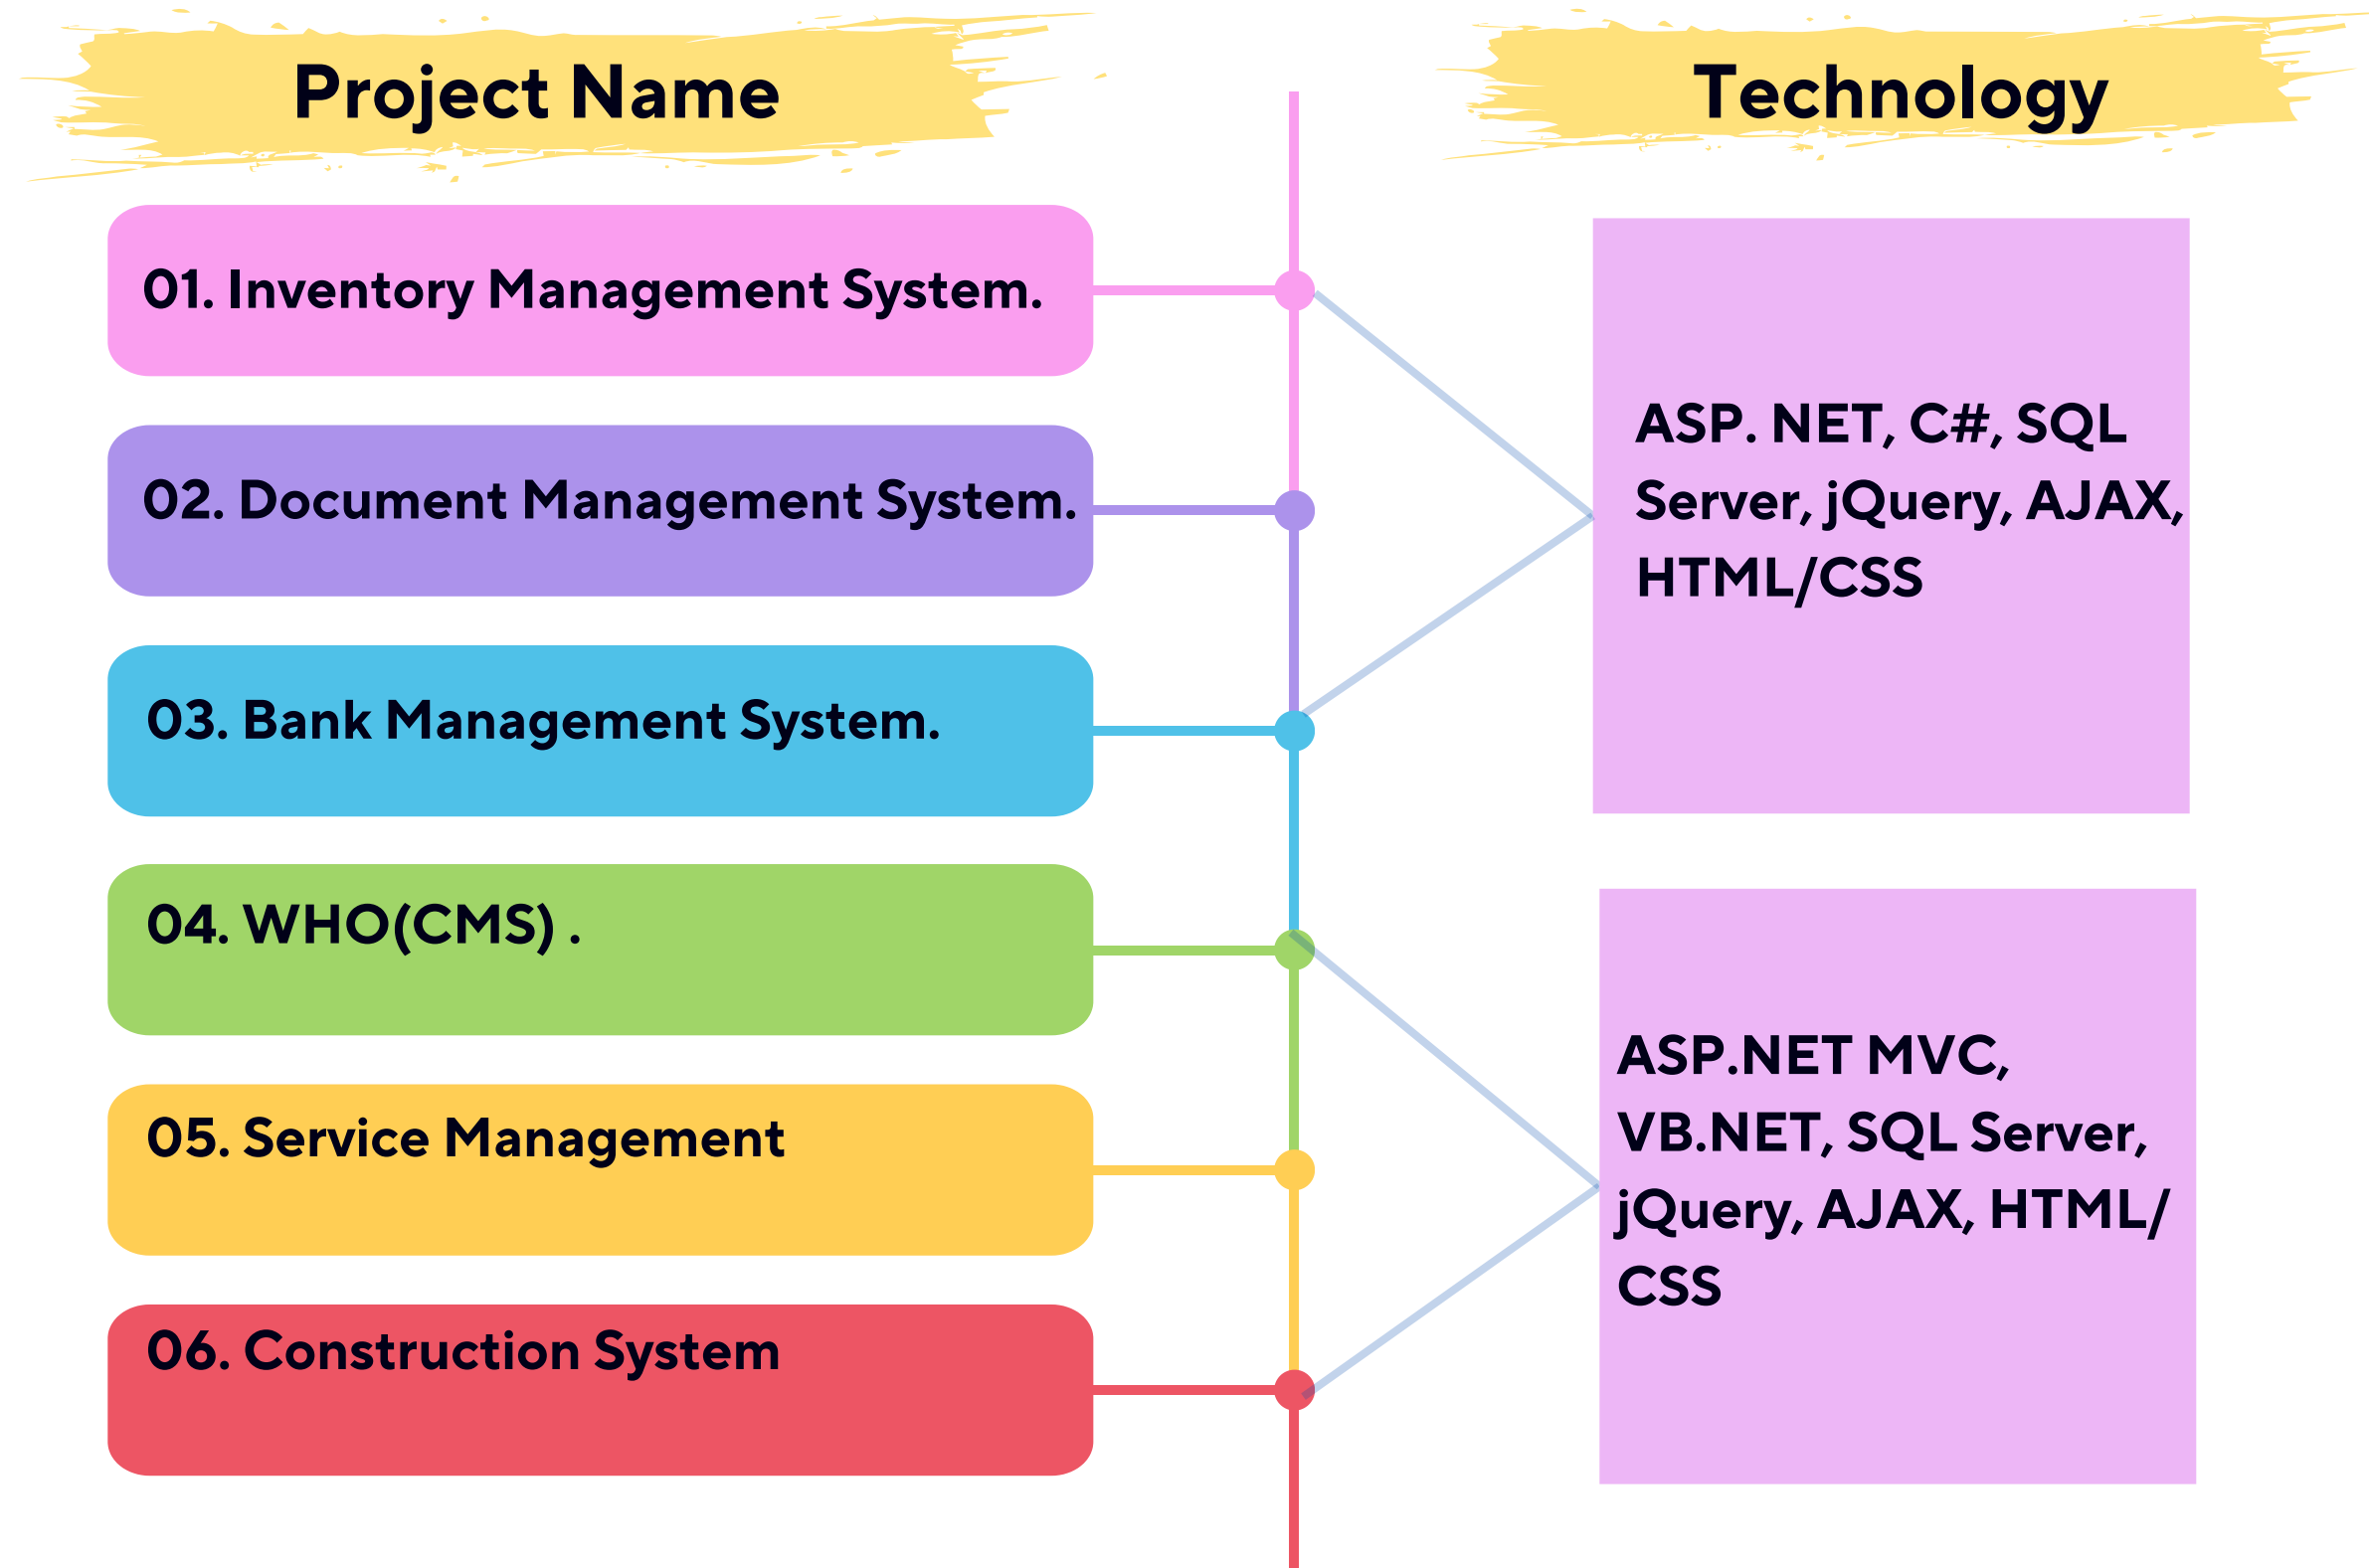 Project Name
Technology
01. Inventory Management System.
02. Document Management System.
03. Bank Management System.
04. WHO(CMS) .
05. Service Management
06. Consruction System
ASP. NET, C#, SQL
Server, jQuery, AJAX,
HTML/CSS
ASP.NET MVC,
VB.NET, SQL Server,
jQuery, AJAX, HTML/
CSS